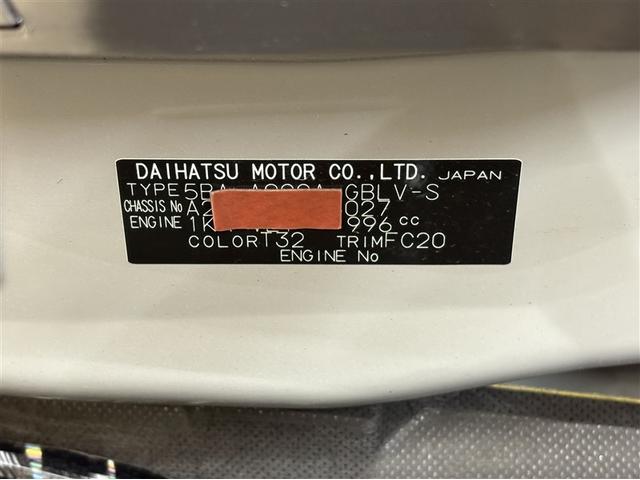 DAIHATSU MOTOR CO.,LTD. JAPAN
TYPE 5BA-A GBLV-S
CHASSIS No A2 027
ENGINE 1K 996 cc
COLOR T32 TRIM FC20
ENGINE No